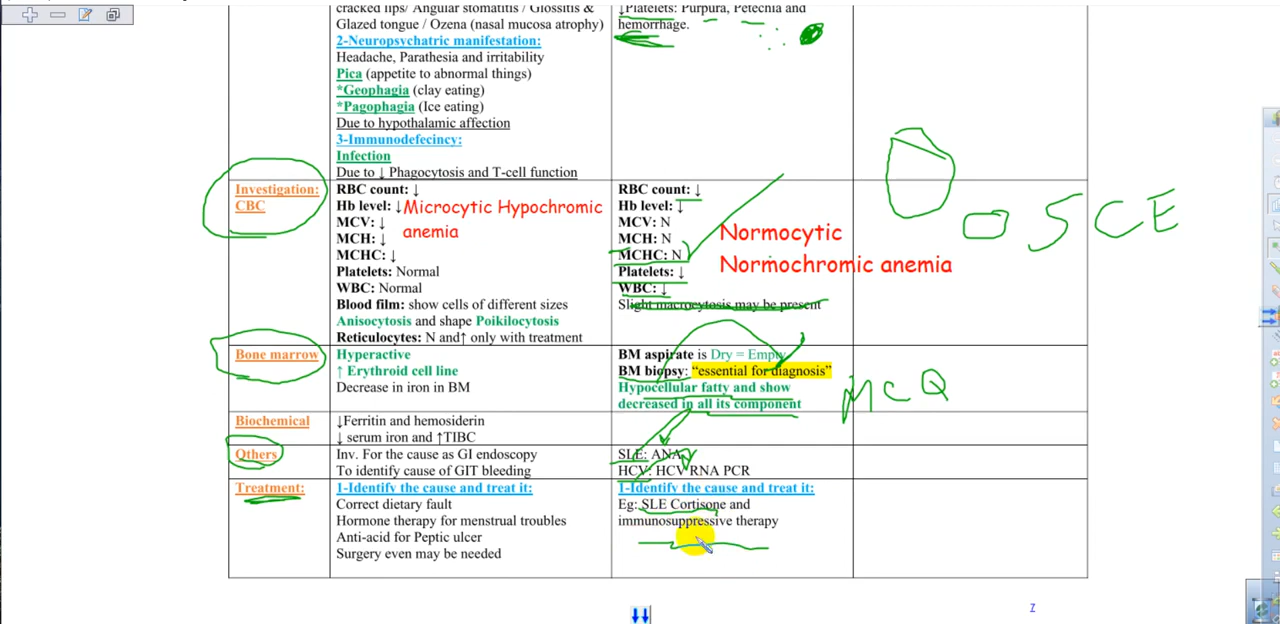 cracked lips/ Angular stomatitis / Glossitis &
Glazed tongue / Ozena (nasal mucosa atrophy)
2-Neuropsychatric manifestation:
Headache, Parathesia and irritability
Pica (appetite to abnormal things)
*Geophagia (clay eating)
*Pagophagia (Ice eating)
Due to hypothalamic affection
3-Immunodefecincy:
Infection
Due to ↓ Phagocytosis and T-cell function
↓Platelets: Purpura, Petechia and
hemorrhage.
Investigation:
CBC
RBC count: ↓
Hb level: ↓
MCV: ↓
MCH: ↓
MCHC: ↓
Platelets: Normal
WBC: Normal
Blood film: show cells of different sizes
Anisocytosis and shape Poikilocytosis
Reticulocytes: N and↑ only with treatment
Microcytic Hypochromic
anemia
RBC count: ↓
Hb level: ↓
MCV: N
MCH: N
MCHC: N
Platelets: ↓
WBC: ↓
Slight macrocytosis may be present
Normocytic
Normochromic anemia
OSCE
Bone marrow
Hyperactive
↑ Erythroid cell line
Decrease in iron in BM
BM aspirate is Dry = Empty
BM biopsy: “essential for diagnosis”
Hypocellular fatty and show
decreased in all its component
MCQ
Biochemical
↓Ferritin and hemosiderin
↓ serum iron and ↑TIBC
Others
Inv. For the cause as GI endoscopy
To identify cause of GIT bleeding
SLE: ANA
HCV: HCV RNA PCR
Treatment:
1-Identify the cause and treat it:
Correct dietary fault
Hormone therapy for menstrual troubles
Anti-acid for Peptic ulcer
Surgery even may be needed
1-Identify the cause and treat it:
Eg: SLE Cortisone and
immunosuppressive therapy
7